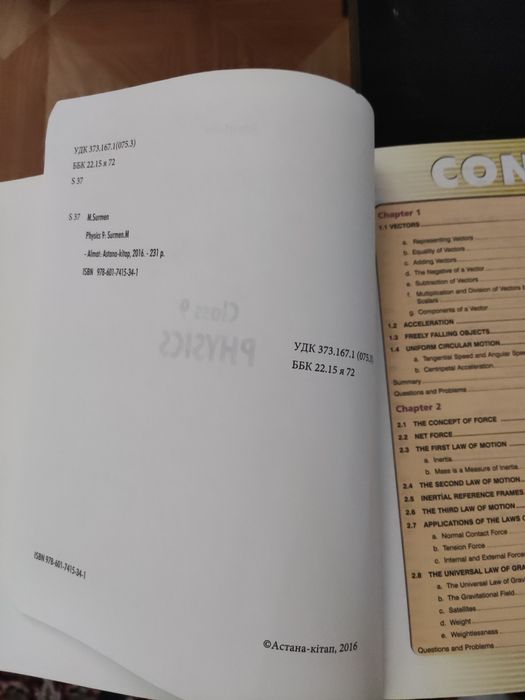 УДК 373.167.1(075.3)
ББК 22.15 я 72
S 37
S 37 M.Surmen
Physics 9: Surmen.M
- Almat: Astana-kitap, 2016. - 231 p.
ISBN 978-601-7415-34-1
Class 9
PHYSICS
УДК 373.167.1 (075.3)
ББК 22.15 я 72
ISBN 978-601-7415-34-1
©Астана-кітап, 2016
CON
Chapter 1
1.1 VECTORS
a. Representing Vectors
b. Equality of Vectors
c. Adding Vectors
d. The Negative of a Vector
e. Subtraction of Vectors
f. Multiplication and Division of Vectors b
Scalars
g. Components of a Vector
1.2 ACCELERATION
1.3 FREELY FALLING OBJECTS
1.4 UNIFORM CIRCULAR MOTION
a. Tangential Speed and Angular Spe
b. Centripetal Acceleration
Summary
Questions and Problems
Chapter 2
2.1 THE CONCEPT OF FORCE
2.2 NET FORCE
2.3 THE FIRST LAW OF MOTION
a. Inertia
b. Mass is a Measure of Inertia
2.4 THE SECOND LAW OF MOTION
2.5 INERTIAL REFERENCE FRAMES
2.6 THE THIRD LAW OF MOTION
2.7 APPLICATIONS OF THE LAWS O
a. Normal Contact Force
b. Tension Force
c. Internal and External Force
2.8 THE UNIVERSAL LAW OF GRA
a. The Universal Law of Grav
b. The Gravitational Field
c. Satellites
d. Weight
e. Weightlessness
Questions and Problems